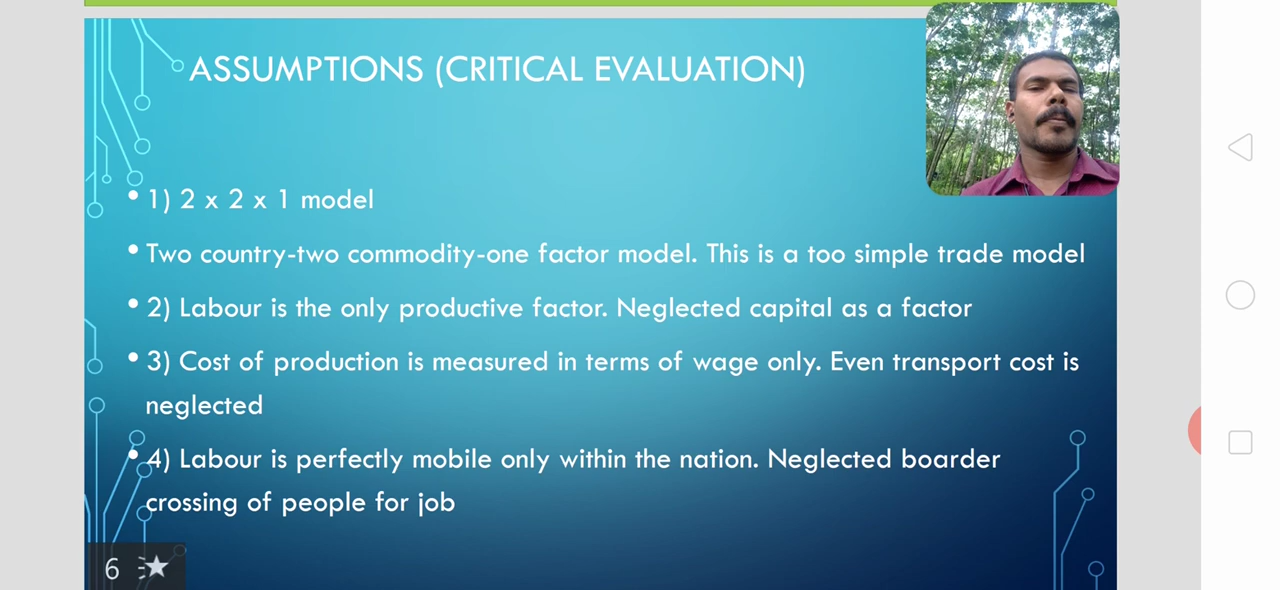 ASSUMPTIONS (CRITICAL EVALUATION)
• 1) 2 x 2 x 1 model
• Two country-two commodity-one factor model. This is a too simple trade model
• 2) Labour is the only productive factor. Neglected capital as a factor
• 3) Cost of production is measured in terms of wage only. Even transport cost is
neglected
• 4) Labour is perfectly mobile only within the nation. Neglected boarder
crossing of people for job
6